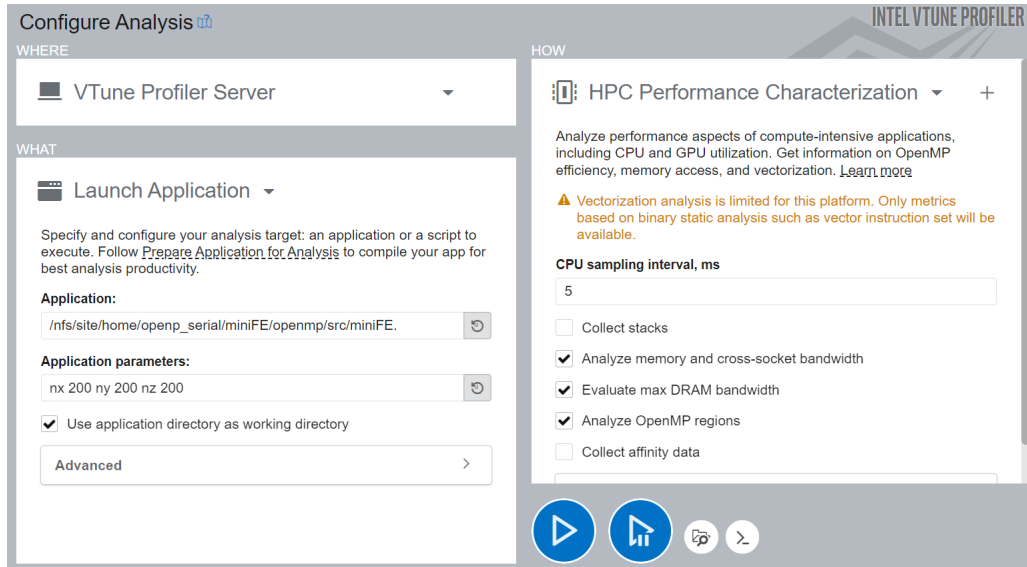 Configure Analysis
INTEL VTUNE PROFILER
WHERE
VTune Profiler Server
WHAT
Launch Application
Specify and configure your analysis target: an application or a script to
execute. Follow Prepare Application for Analysis to compile your app for
best analysis productivity.
Application:
/nfs/site/home/openp_serial/miniFE/openmp/src/miniFE.
Application parameters:
nx 200 ny 200 nz 200
Use application directory as working directory
Advanced
HOW
HPC Performance Characterization
Analyze performance aspects of compute-intensive applications,
including CPU and GPU utilization. Get information on OpenMP
efficiency, memory access, and vectorization. Learn more
Vectorization analysis is limited for this platform. Only metrics
based on binary static analysis such as vector instruction set will be
available.
CPU sampling interval, ms
5
Collect stacks
Analyze memory and cross-socket bandwidth
Evaluate max DRAM bandwidth
Analyze OpenMP regions
Collect affinity data